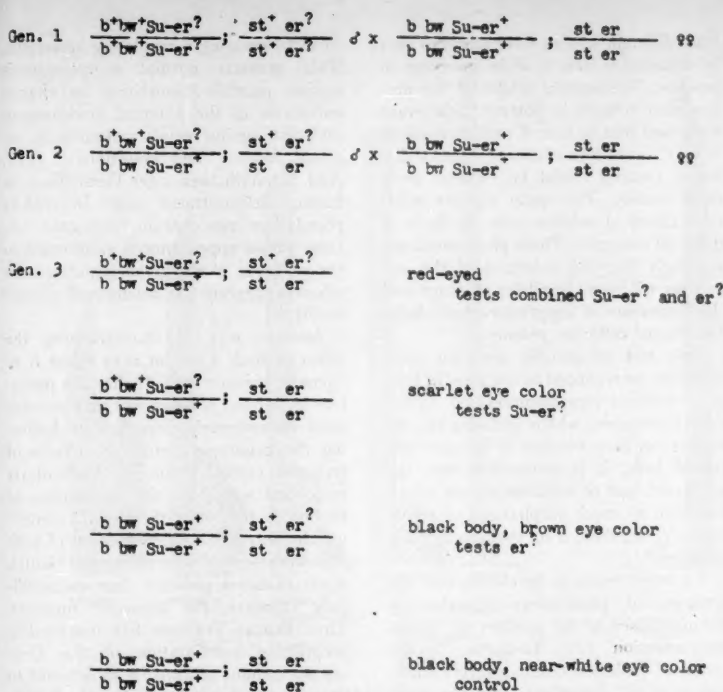 Gen. 1 b⁺bw⁺Su-er? ; st⁺ er? ♂ x b bw Su-er⁺ ; st er ♀♀
b bw Su-er⁺ st er b bw Su-er⁺ st er
Gen. 2 b⁺bw⁺Su-er? ; st⁺ er? ♂ x b bw Su-er⁺ ; st er ♀♀
b bw Su-er⁺ st er b bw Su-er⁺ st er
Gen. 3 b⁺bw⁺Su-er? ; st⁺ er? red-eyed
b bw Su-er⁺ st er tests combined Su-er? and er?
b⁺bw⁺Su-er? ; st er scarlet eye color
b bw Su-er⁺ st er tests Su-er?
b bw Su-er⁺ ; st⁺ er? black body, brown eye color
b bw Su-er⁺ st er tests er?
b bw Su-er⁺ ; st er black body, near-white eye color
b bw Su-er⁺ st er control